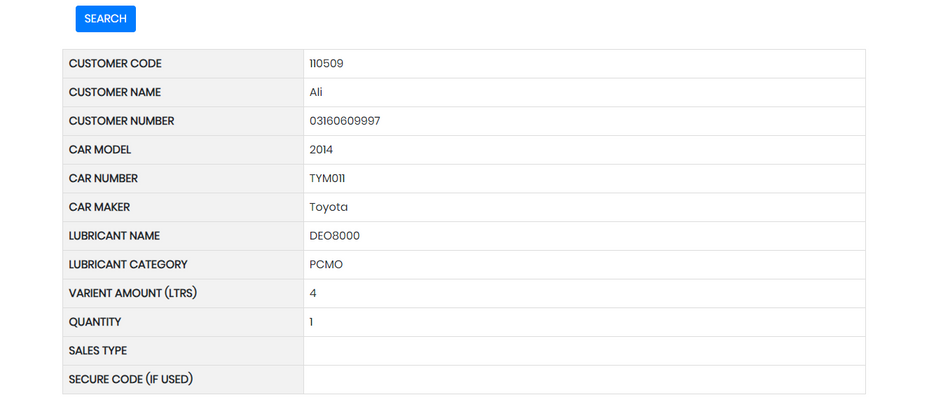 SEARCH
CUSTOMER CODE 110509
CUSTOMER NAME Ali
CUSTOMER NUMBER 03160609997
CAR MODEL 2014
CAR NUMBER TYM011
CAR MAKER Toyota
LUBRICANT NAME DEO8000
LUBRICANT CATEGORY PCMO
VARIENT AMOUNT (LTRS) 4
QUANTITY 1
SALES TYPE
SECURE CODE (IF USED)